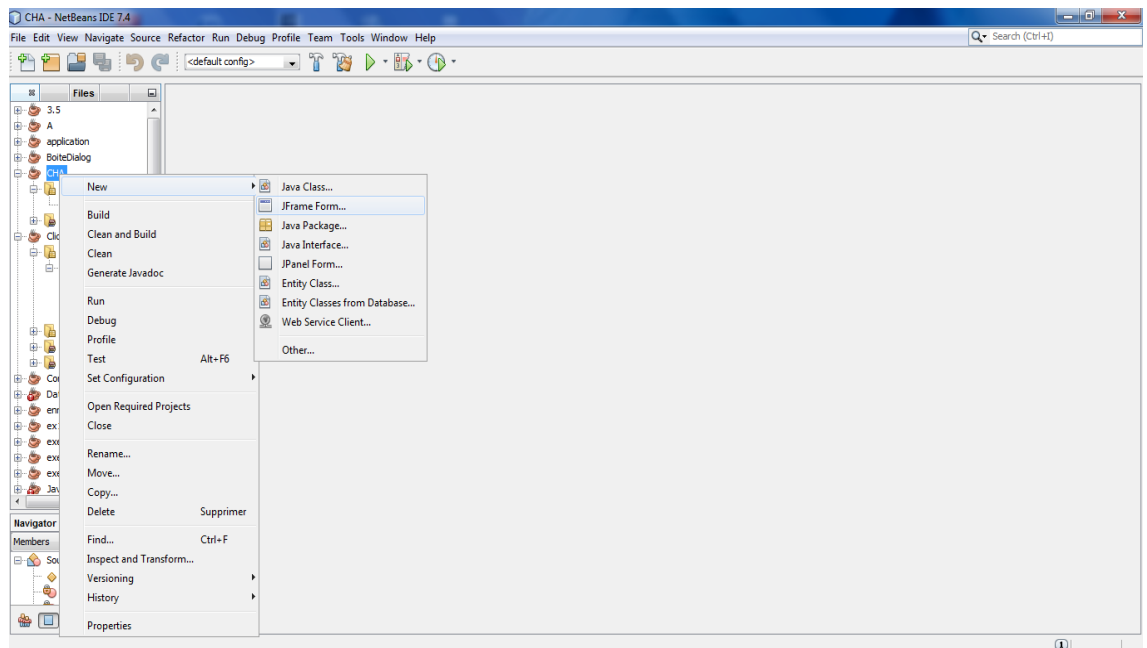 CHA - NetBeans IDE 7.4
File Edit View Navigate Source Refactor Run Debug Profile Team Tools Window Help
Search (Ctrl+I)
<default config>
Files
3.5
A
application
BoiteDialog
CHA
New
Java Class...
JFrame Form...
Java Package...
Java Interface...
JPanel Form...
Entity Class...
Entity Classes from Database...
Web Service Client...
Other...
Build
Clean and Build
Clean
Generate Javadoc
Run
Debug
Profile
Test Alt+F6
Set Configuration
Open Required Projects
Close
Rename...
Move...
Copy...
Delete Supprimer
Find... Ctrl+F
Inspect and Transform...
Versioning
History
Properties
Navigator
Members
1